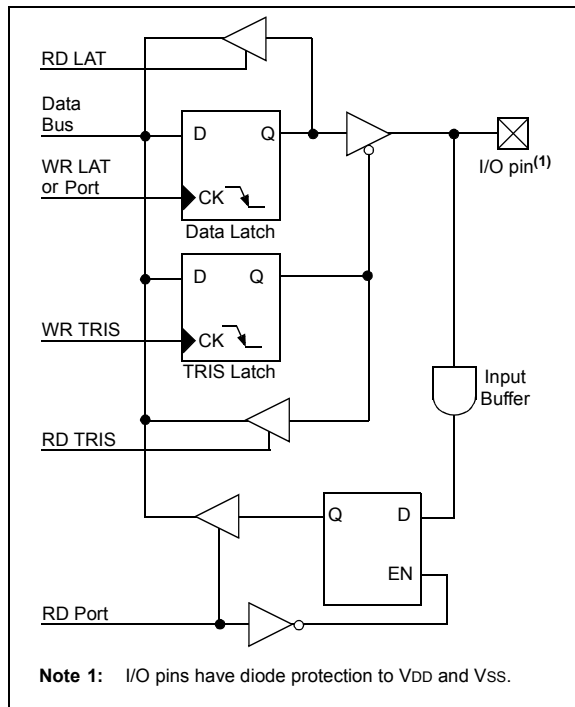 RD LAT
Data
Bus
D Q
WR LAT
or Port
CK
Data Latch
I/O pin(1)
D Q
WR TRIS
CK
TRIS Latch
Input
Buffer
RD TRIS
Q D
EN
RD Port
Note 1: I/O pins have diode protection to VDD and VSS.